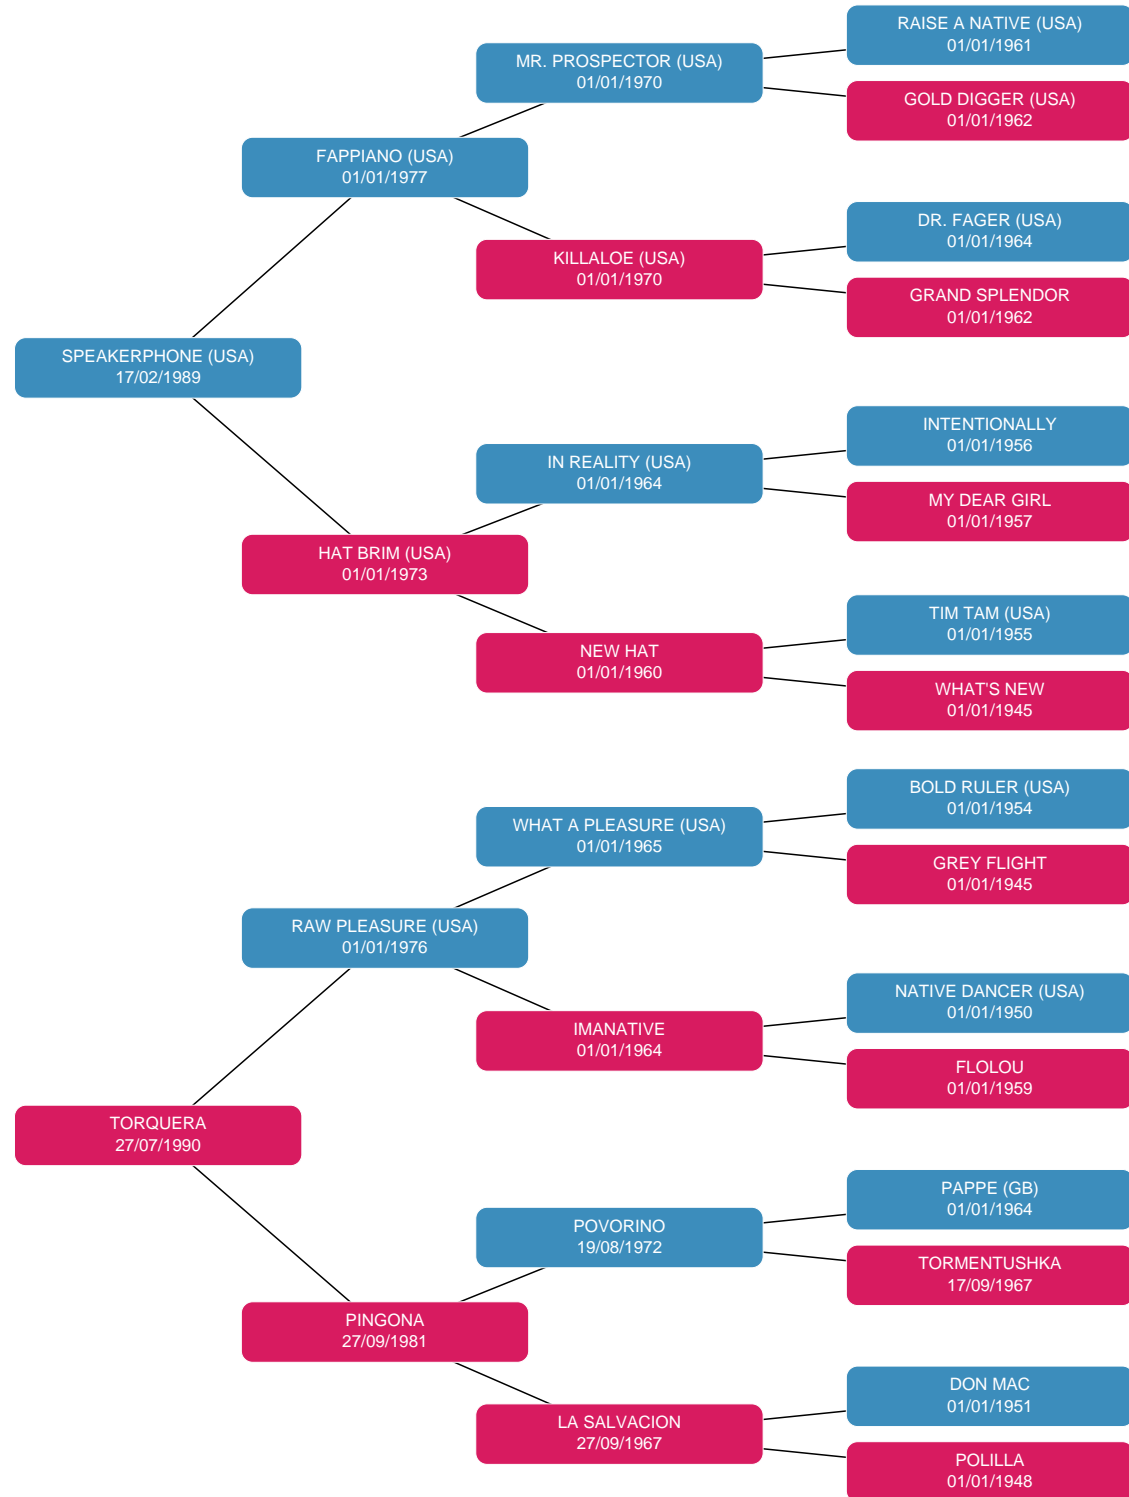 RAISE A NATIVE (USA)
01/01/1961
MR. PROSPECTOR (USA)
01/01/1970
GOLD DIGGER (USA)
01/01/1962
FAPPIANO (USA)
01/01/1977
DR. FAGER (USA)
01/01/1964
KILLALOE (USA)
01/01/1970
GRAND SPLENDOR
01/01/1962
SPEAKERPHONE (USA)
17/02/1989
INTENTIONALLY
01/01/1956
IN REALITY (USA)
01/01/1964
MY DEAR GIRL
01/01/1957
HAT BRIM (USA)
01/01/1973
TIM TAM (USA)
01/01/1955
NEW HAT
01/01/1960
WHAT'S NEW
01/01/1945
BOLD RULER (USA)
01/01/1954
WHAT A PLEASURE (USA)
01/01/1965
GREY FLIGHT
01/01/1945
RAW PLEASURE (USA)
01/01/1976
NATIVE DANCER (USA)
01/01/1950
IMANATIVE
01/01/1964
FLOLOU
01/01/1959
TORQUERA
27/07/1990
PAPPE (GB)
01/01/1964
POVORINO
19/08/1972
TORMENTUSHKA
17/09/1967
PINGONA
27/09/1981
DON MAC
01/01/1951
LA SALVACION
27/09/1967
POLILLA
01/01/1948